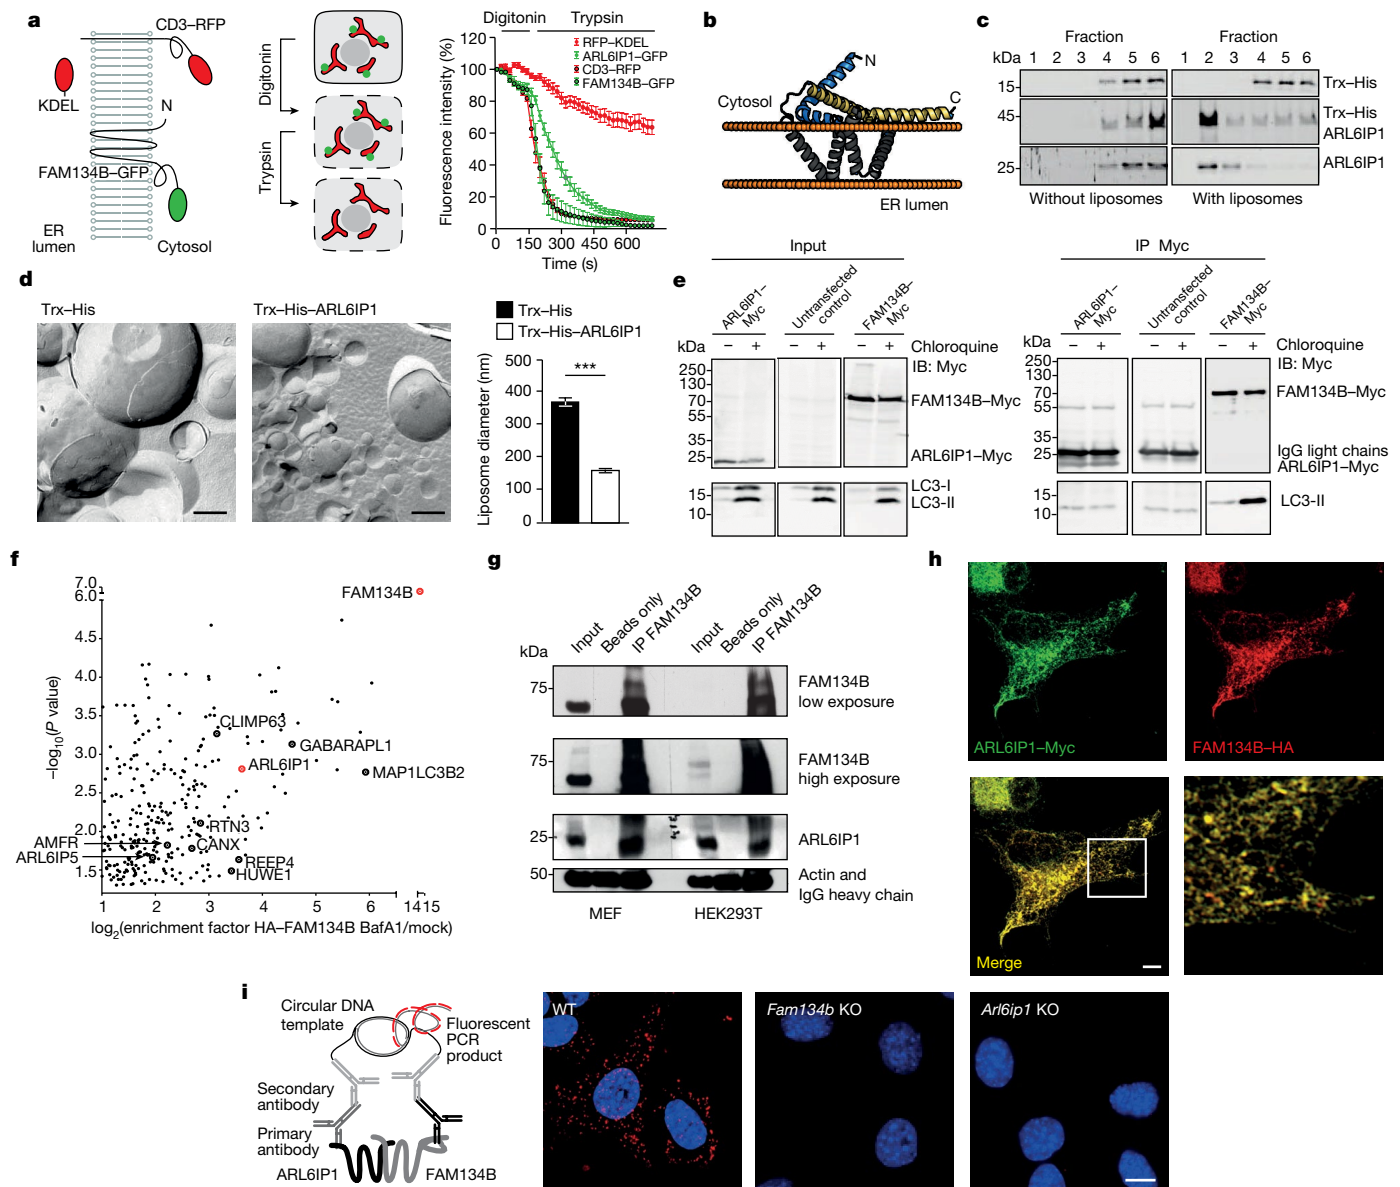 a
CD3–RFP
KDEL
N
FAM134B–GFP
ER
lumen
Cytosol
Digitonin
Trypsin
Digitonin
Trypsin
RFP–KDEL
ARL6IP1–GFP
CD3–RFP
FAM134B–GFP
Fluorescence intensity (%)
120
100
80
60
40
20
0
0
150
300
450
600
Time (s)
b
N
Cytosol
C
ER lumen
c
Fraction
Fraction
kDa
1 2 3 4 5 6
1 2 3 4 5 6
15
Trx–His
45
Trx–His
ARL6IP1
25
ARL6IP1
Without liposomes
With liposomes
d
Trx–His
Trx–His-ARL6IP1
Trx–His
Trx–His-ARL6IP1
Liposome diameter (nm)
500
400
300
200
100
0
***
e
Input
ARL6IP1–
Myc
Untransfected
control
FAM134B–
Myc
kDa
– + – + – +
Chloroquine
IB: Myc
250
130
70
55
35
25
FAM134B–Myc
ARL6IP1–Myc
15
10
LC3-I
LC3-II
IP Myc
ARL6IP1–
Myc
Untransfected
control
FAM134B–
Myc
kDa
– + – + – +
Chloroquine
IB: Myc
250
130
70
55
35
25
FAM134B–Myc
IgG light chains
ARL6IP1–Myc
15
10
LC3-II
f
–log10(P value)
7.0
6.0
4.5
4.0
3.5
3.0
2.5
2.0
1.5
FAM134B
CLIMP63
GABARAPL1
ARL6IP1
MAP1LC3B2
RTN3
AMFR
CANX
ARL6IP5
REEP4
HUWE1
1 2 3 4 5 6 14 15
log2(enrichment factor HA–FAM134B BafA1/mock)
g
Input
Beads only
IP FAM134B
Input
Beads only
IP FAM134B
kDa
75
FAM134B
low exposure
75
FAM134B
high exposure
25
ARL6IP1
50
Actin and
IgG heavy chain
MEF
HEK293T
h
ARL6IP1–Myc
FAM134B–HA
Merge
i
Circular DNA
template
Fluorescent
PCR
product
Secondary
antibody
Primary
antibody
ARL6IP1
FAM134B
WT
Fam134b KO
Arl6ip1 KO